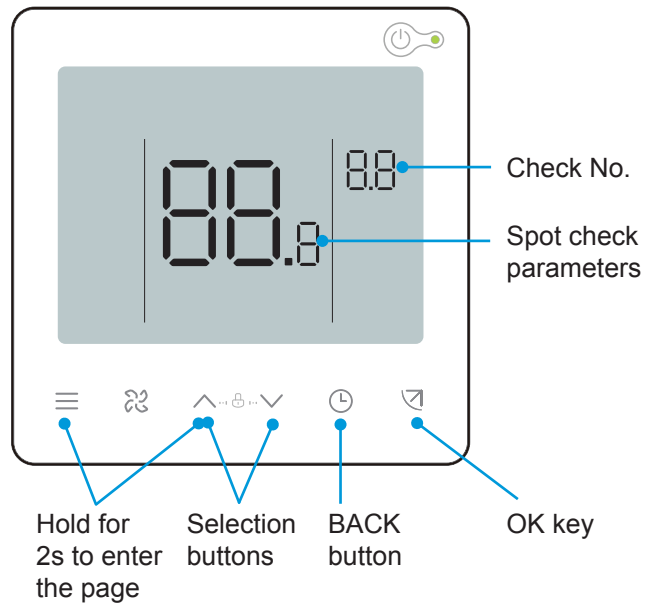 8.8
88.8
Check No.
Spot check
parameters
Hold for
2s to enter
the page
Selection
buttons
BACK
button
OK key